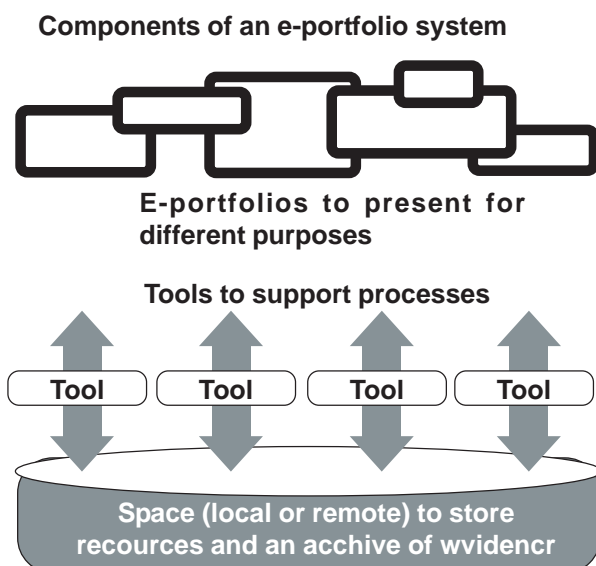 Components of an e-portfolio system
E-portfolios to present for
different purposes
Tools to support processes
Tool Tool Tool Tool
Space (local or remote) to store
recources and an acchive of wvidencr